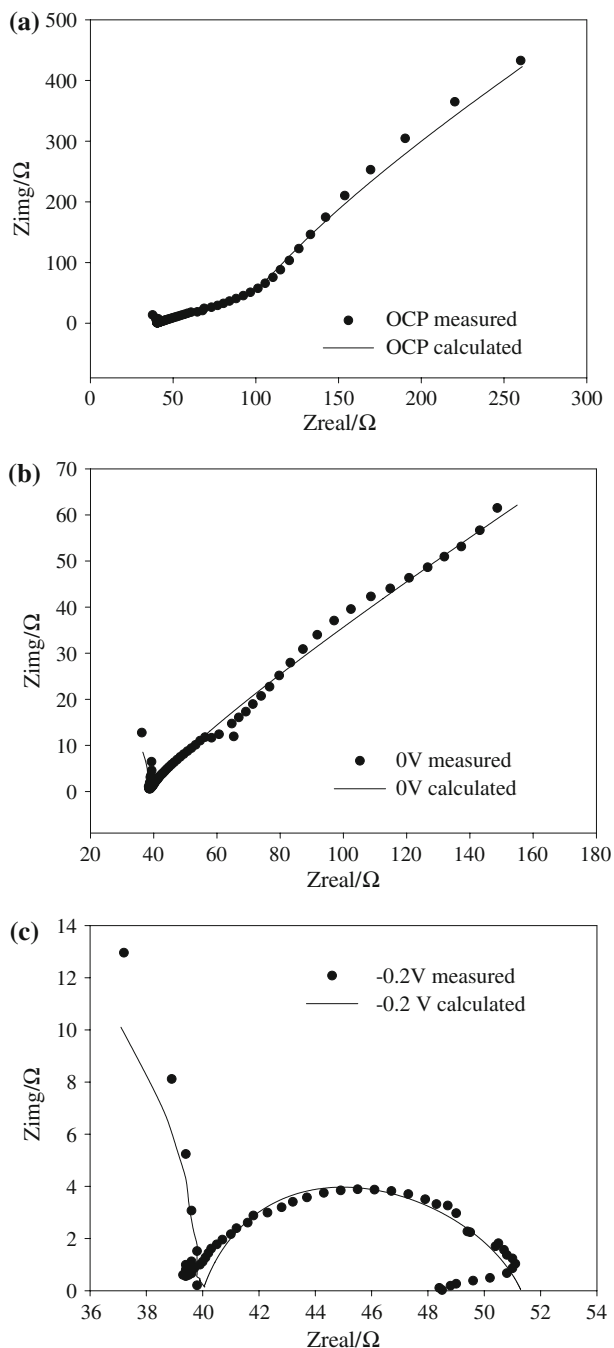 (a)
500
400
300
200
100
0
Zimg/Ω
OCP measured
OCP calculated
0 50 100 150 200 250 300
Zreal/Ω
(b)
70
60
50
40
30
20
10
0
Zimg/Ω
0V measured
0V calculated
20 40 60 80 100 120 140 160 180
Zreal/Ω
(c)
14
12
10
8
6
4
2
0
Zimg/Ω
-0.2V measured
-0.2 V calculated
36 38 40 42 44 46 48 50 52 54
Zreal/Ω